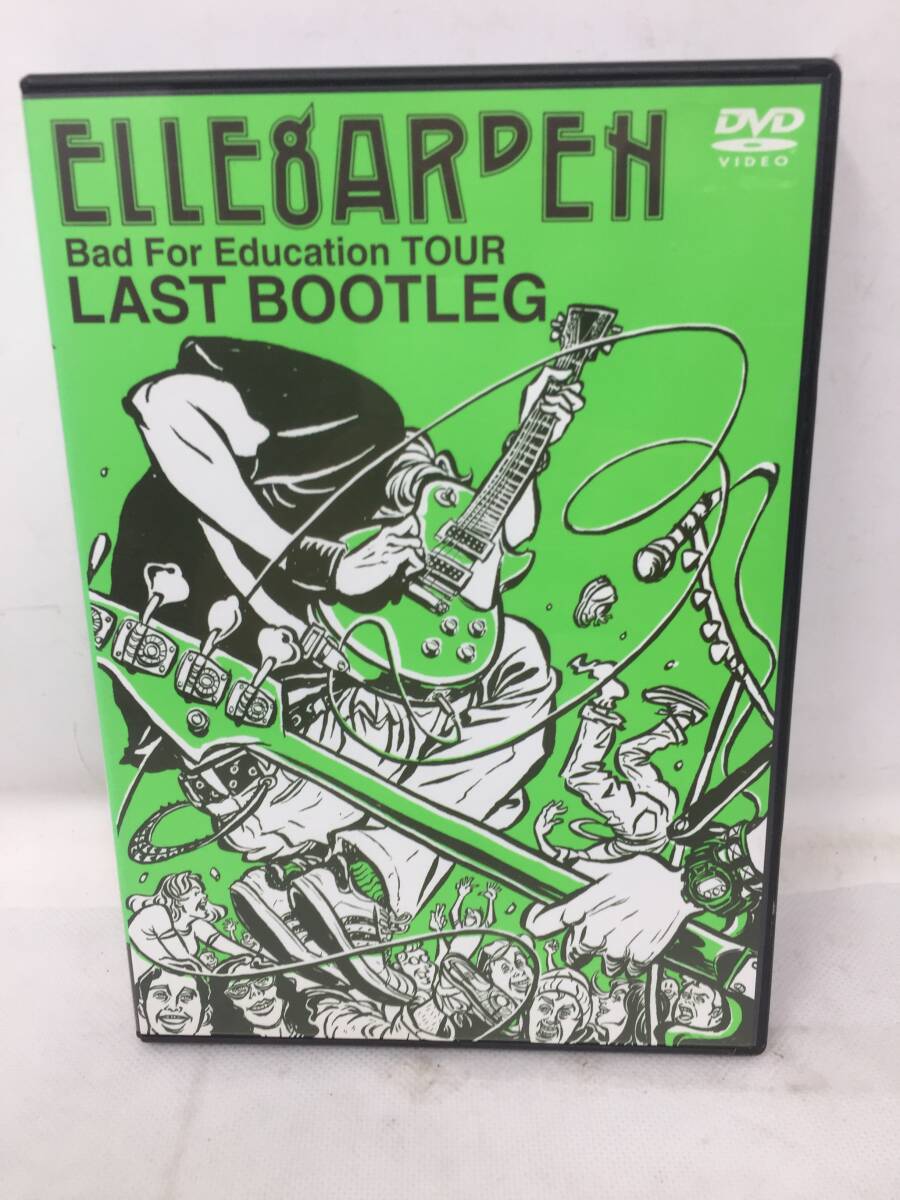 ELLEGARDEN
DVD
VIDEO
Bad For Education TOUR
LAST BOOTLEG